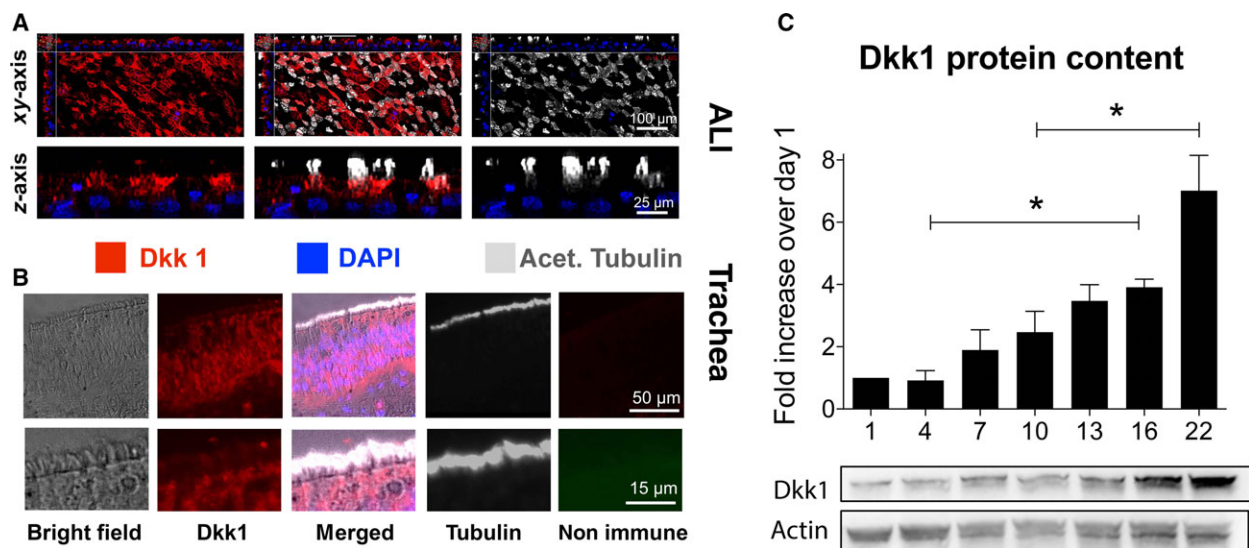 A
xy-axis
100 µm
z-axis
25 µm
ALI
Dkk 1
DAPI
Acet. Tubulin
B
Trachea
50 µm
15 µm
Bright field
Dkk1
Merged
Tubulin
Non immune
C
Dkk1 protein content
Fold increase over day 1
*
*
8
6
4
2
0
1 4 7 10 13 16 22
Dkk1
Actin